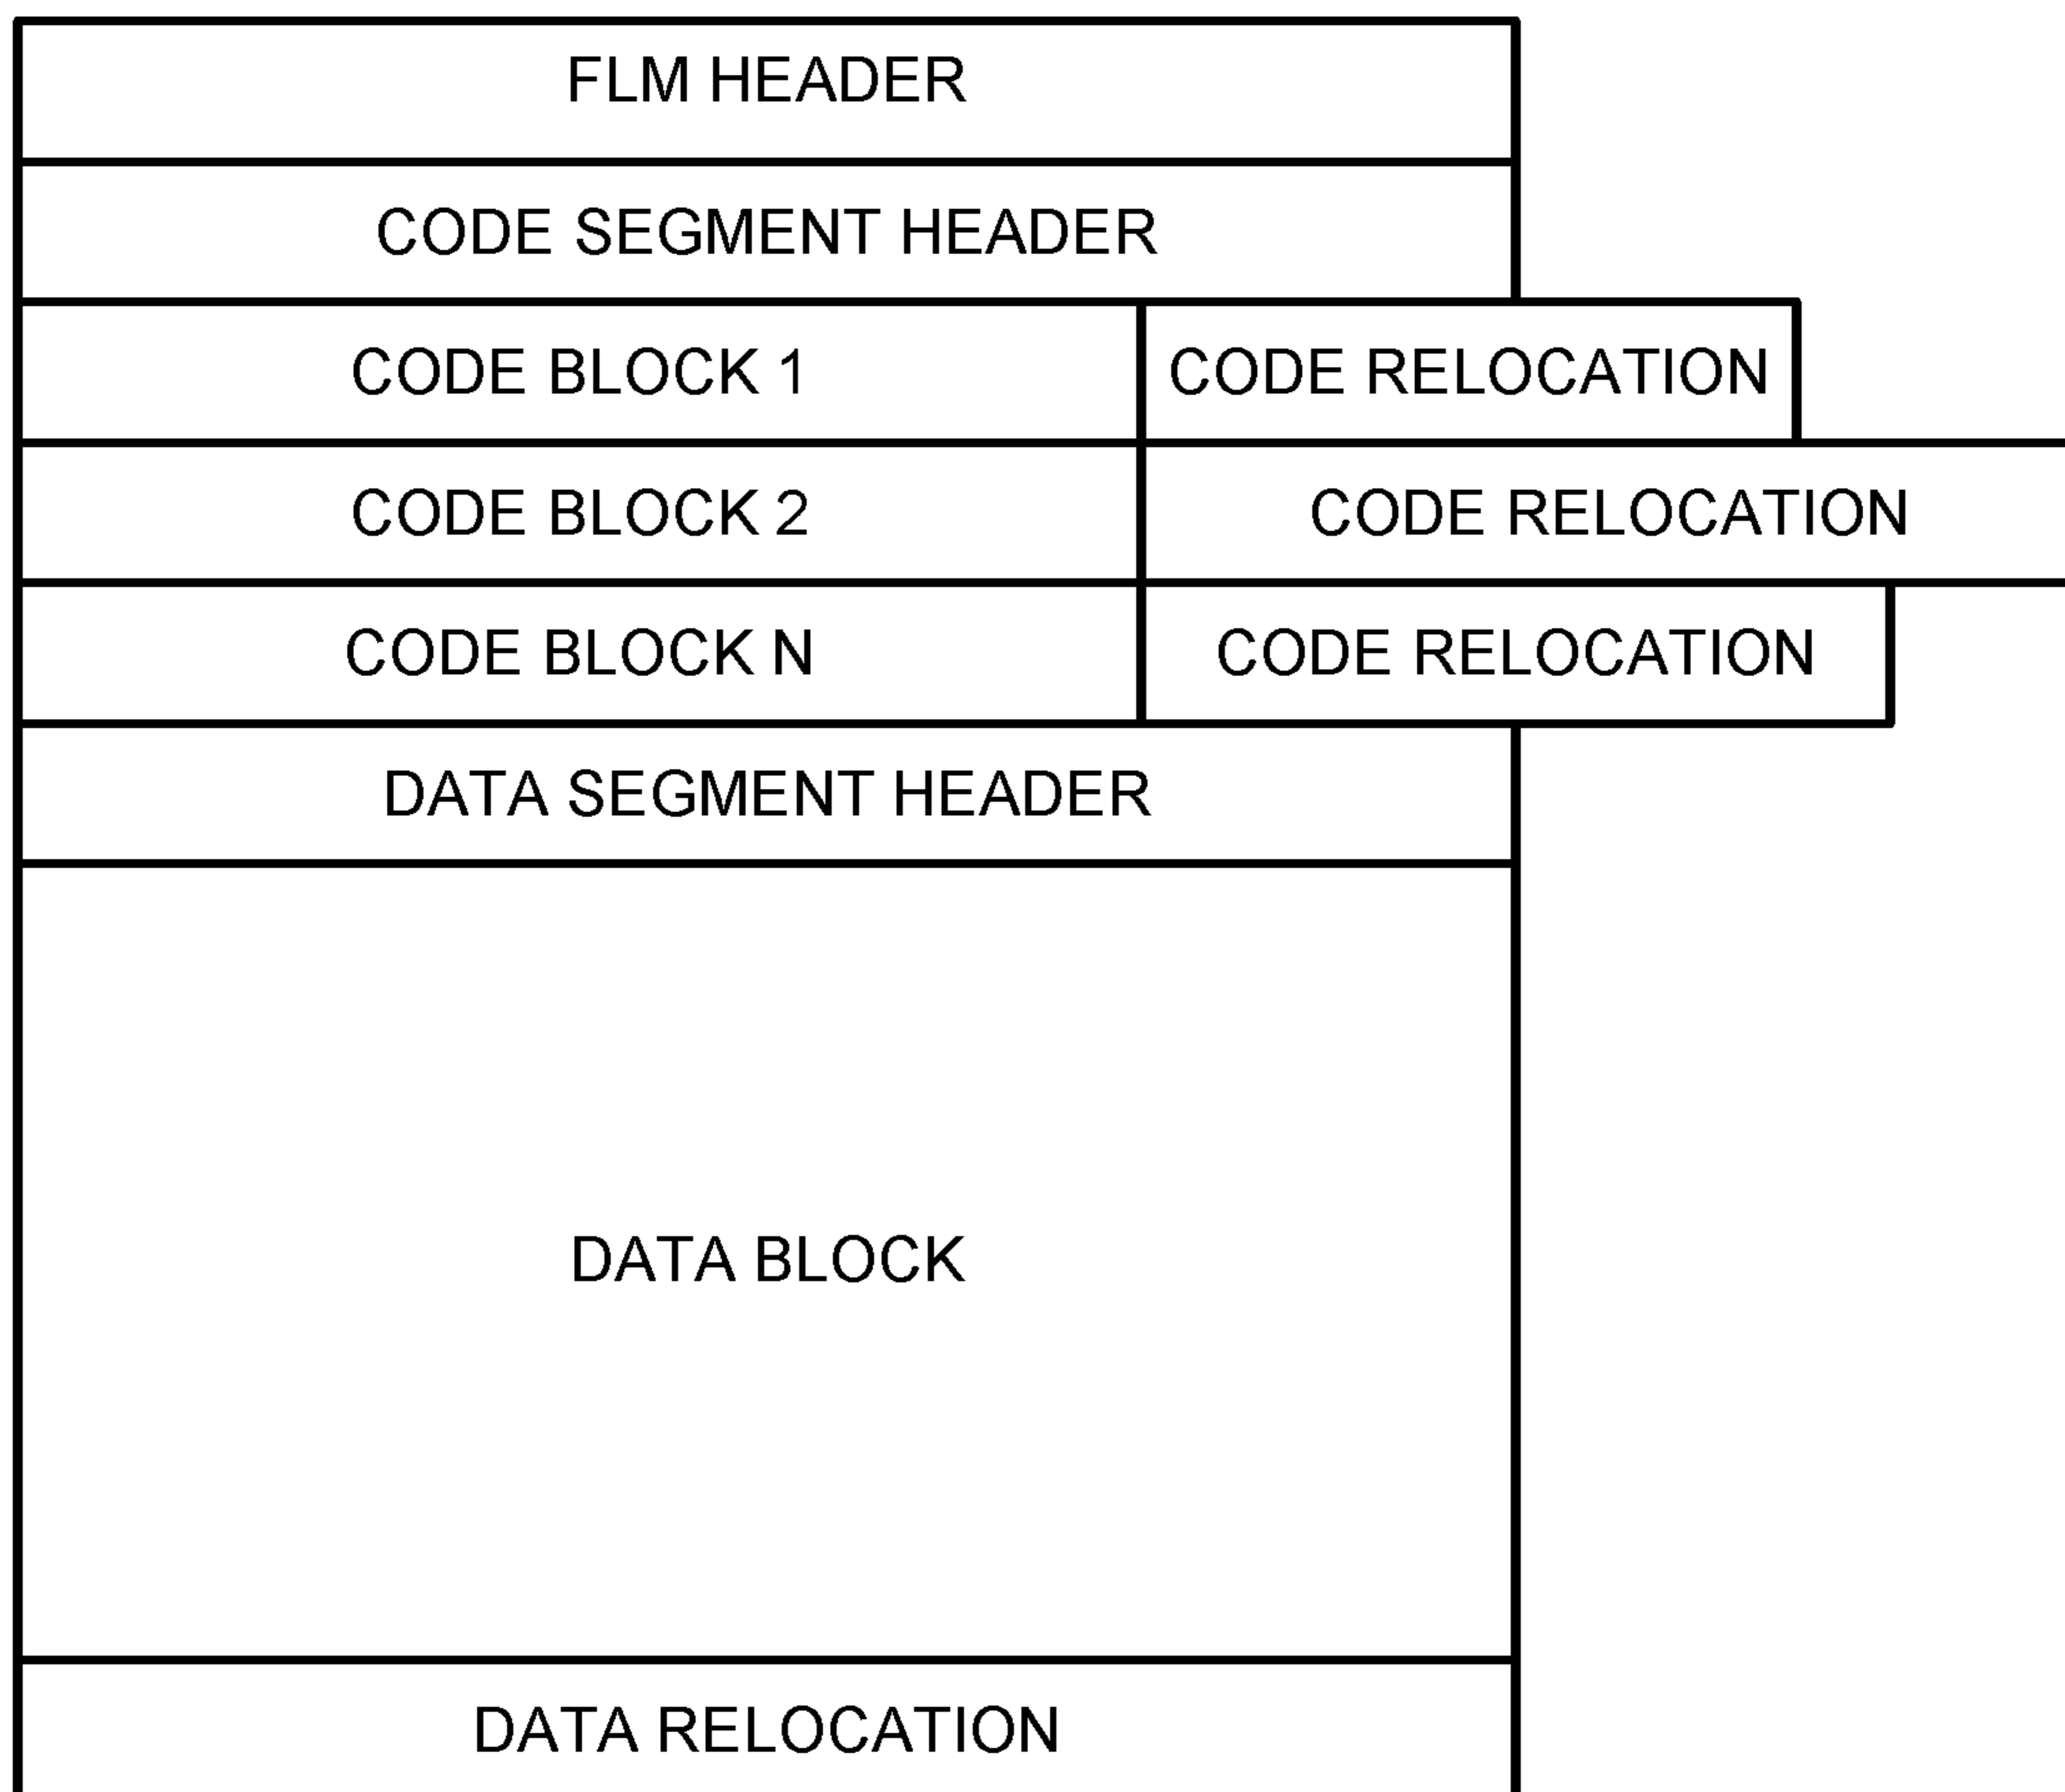 FLM HEADER
CODE SEGMENT HEADER
CODE BLOCK 1 CODE RELOCATION
CODE BLOCK 2 CODE RELOCATION
CODE BLOCK N CODE RELOCATION
DATA SEGMENT HEADER
DATA BLOCK
DATA RELOCATION